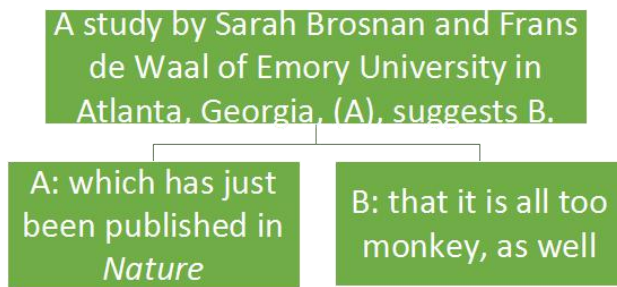 A study by Sarah Brosnan and Frans
de Waal of Emory University in
Atlanta, Georgia, (A), suggests B.
A: which has just
been published in
Nature
B: that it is all too
monkey, as well